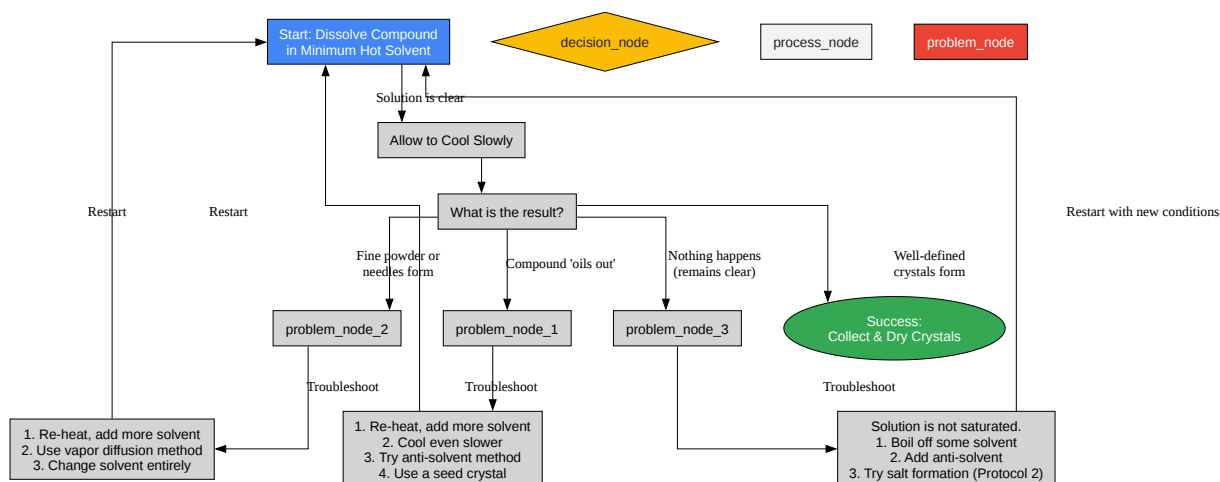 Start: Dissolve Compound
in Minimum Hot Solvent
decision_node
process_node
problem_node
Solution is clear
Allow to Cool Slowly
What is the result?
Restart
Restart
Restart with new conditions
Fine powder or
needles form
Compound 'oils out'
Nothing happens
(remains clear)
Well-defined
crystals form
problem_node_2
problem_node_1
problem_node_3
Success:
Collect & Dry Crystals
Troubleshoot
Troubleshoot
Troubleshoot
1. Re-heat, add more solvent
2. Use vapor diffusion method
3. Change solvent entirely
1. Re-heat, add more solvent
2. Cool even slower
3. Try anti-solvent method
4. Use a seed crystal
Solution is not saturated.
1. Boil off some solvent
2. Add anti-solvent
3. Try salt formation (Protocol 2)